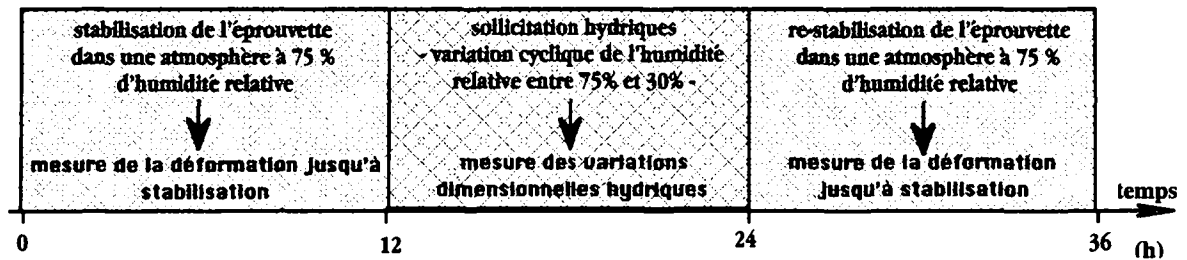 stabilisation de l'éprouvette
dans une atmosphère à 75 %
d'humidité relative
mesure de la déformation jusqu'à
stabilisation
sollicitation hydriques
- variation cyclique de l'humidité
relative entre 75% et 30% -
mesure des variations
dimensionnelles hydriques
re-stabilisation de l'éprouvette
dans une atmosphère à 75 %
d'humidité relative
mesure de la déformation
jusqu'à stabilisation
temps
0
12
24
36
(h)